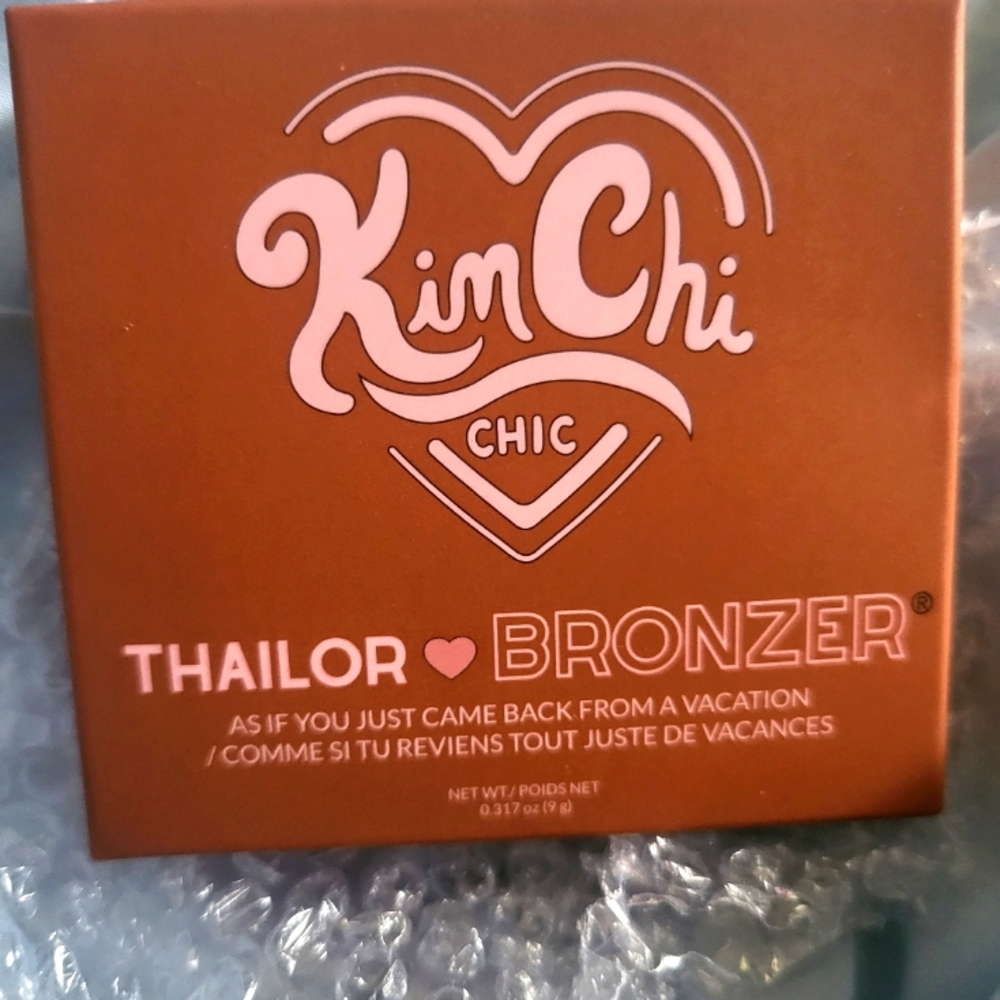 KimChi
CHIC
THAILOR ♥ BRONZER®
AS IF YOU JUST CAME BACK FROM A VACATION
/ COMME SI TU REVIENS TOUT JUSTE DE VACANCES
NET WT./ POIDS NET
0.317 oz (9 g)